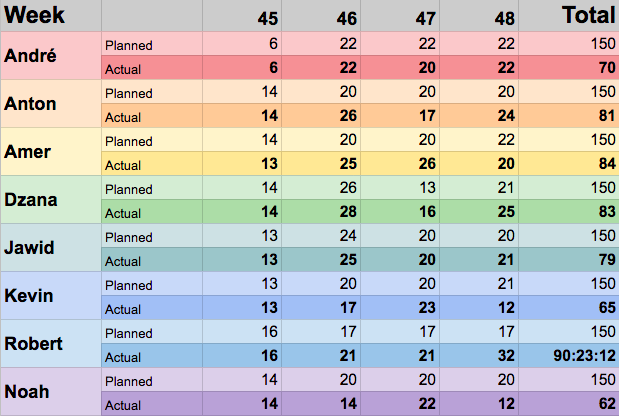 Week 45 46 47 48 Total
André Planned 6 22 22 22 150
Actual 6 22 20 22 70
Anton Planned 14 20 20 20 150
Actual 14 26 17 24 81
Amer Planned 14 20 20 22 150
Actual 13 25 26 20 84
Dzana Planned 14 26 13 21 150
Actual 14 28 16 25 83
Jawid Planned 13 24 20 20 150
Actual 13 25 20 21 79
Kevin Planned 13 20 20 21 150
Actual 13 17 23 12 65
Robert Planned 16 17 17 17 150
Actual 16 21 21 32 90:23:12
Noah Planned 14 20 20 20 150
Actual 14 14 22 12 62